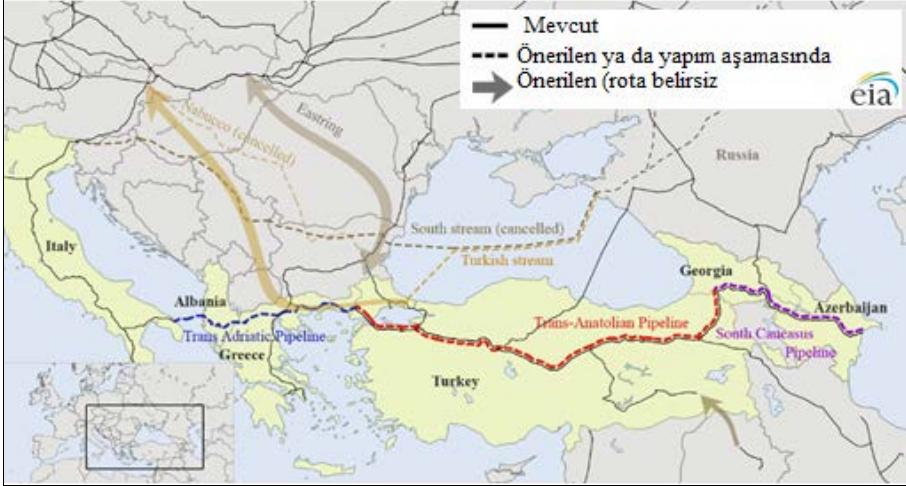 Mevcut
Önerilen ya da yapım aşamasında
Önerilen (rota belirsiz
eia
Nabucco (cancelled)
Eastring
Russia
Italy
South stream (cancelled)
Turkish stream
Georgia
Albania
Azerbaijan
Trans Adriatic Pipeline
Trans-Anatolian Pipeline
South Caucasus
Pipeline
Greece
Turkey